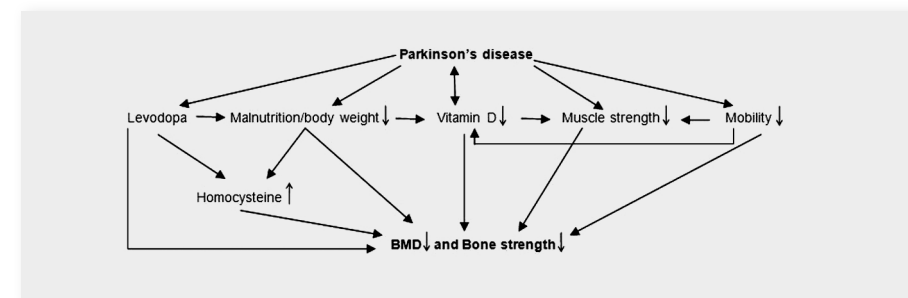 Parkinson's disease
Levodopa Malnutrition/body weight↓ Vitamin D↓ Muscle strength↓ Mobility↓
Homocysteine↑
BMD↓ and Bone strength↓